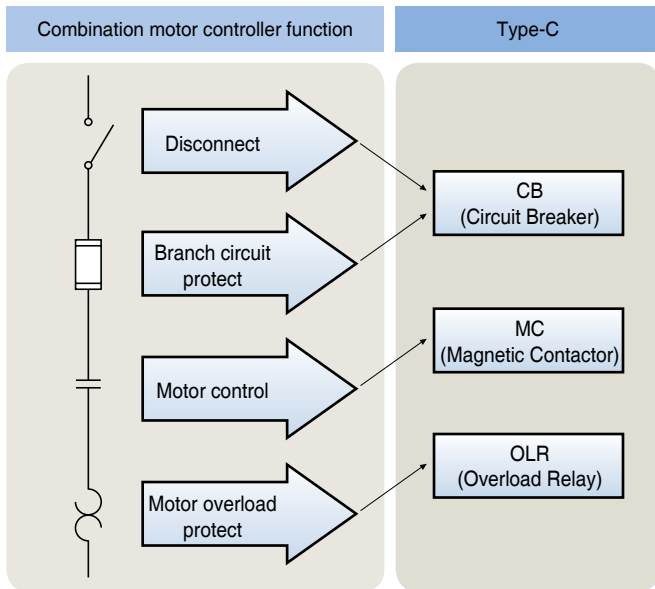 Combination motor controller function
Type-C
Disconnect
Branch circuit
protect
Motor control
Motor overload
protect
CB
(Circuit Breaker)
MC
(Magnetic Contactor)
OLR
(Overload Relay)